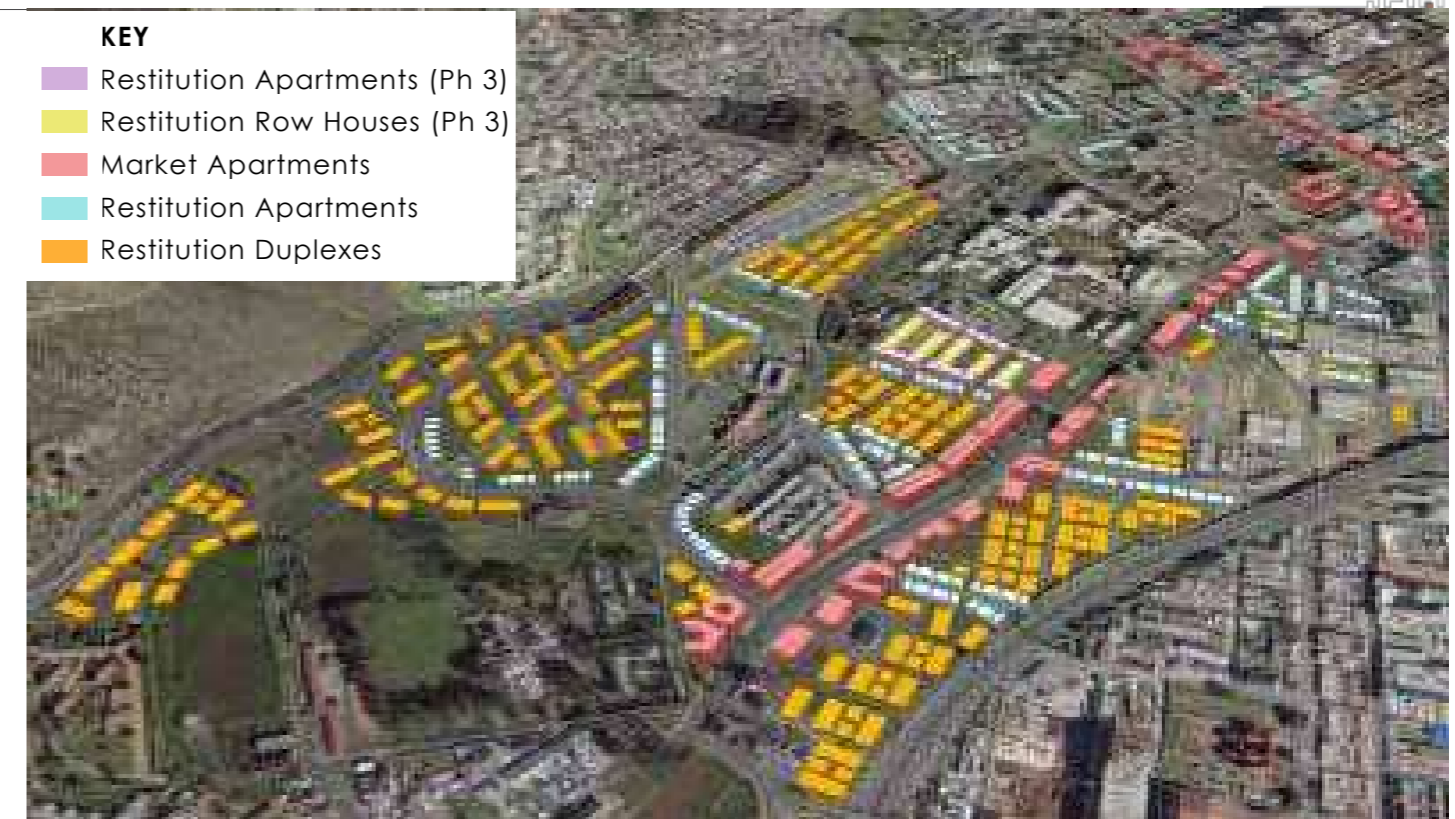 KEY
Restitution Apartments (Ph 3)
Restitution Row Houses (Ph 3)
Market Apartments
Restitution Apartments
Restitution Duplexes